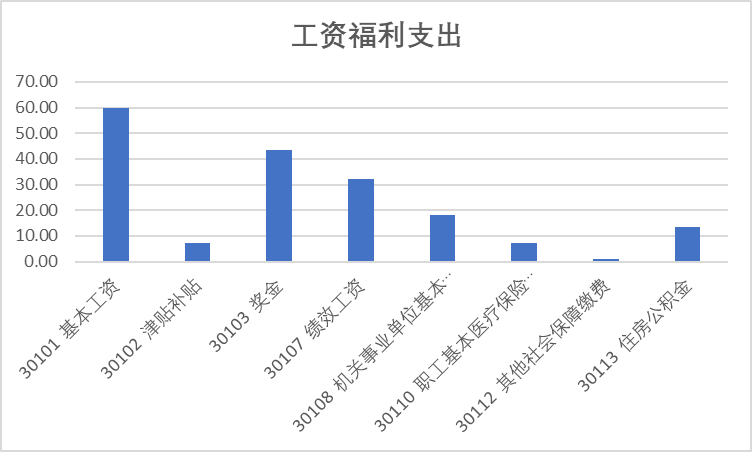 工资福利支出
70.00
60.00
50.00
40.00
30.00
20.00
10.00
0.00
30101 基本工资
30102 津贴补贴
30103 奖金
30107 绩效工资
30108 机关事业单位基本…
30110 职工基本医疗保险…
30112 其他社会保障缴费
30113 住房公积金